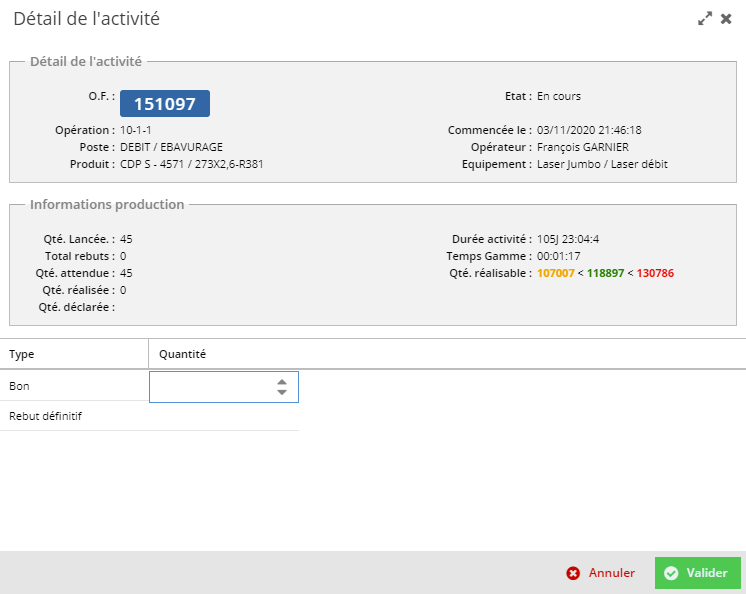 Détail de l'activité
Détail de l'activité
O.F. : 151097
Etat : En cours
Opération : 10-1-1
Commencée le : 03/11/2020 21:46:18
Poste : DEBIT / EBAVURAGE
Opérateur : François GARNIER
Produit : CDP S - 4571 / 273X2,6-R381
Equipement : Laser Jumbo / Laser débit
Informations production
Qté. Lancée. : 45
Durée activité : 105J 23:04:4
Total rebuts : 0
Temps Gamme : 00:01:17
Qté. attendue : 45
Qté. réalisable : 107007 < 118897 < 130786
Qté. réalisée : 0
Qté. déclarée :
Type Quantité
Bon
Rebut définitif
Annuler Valider